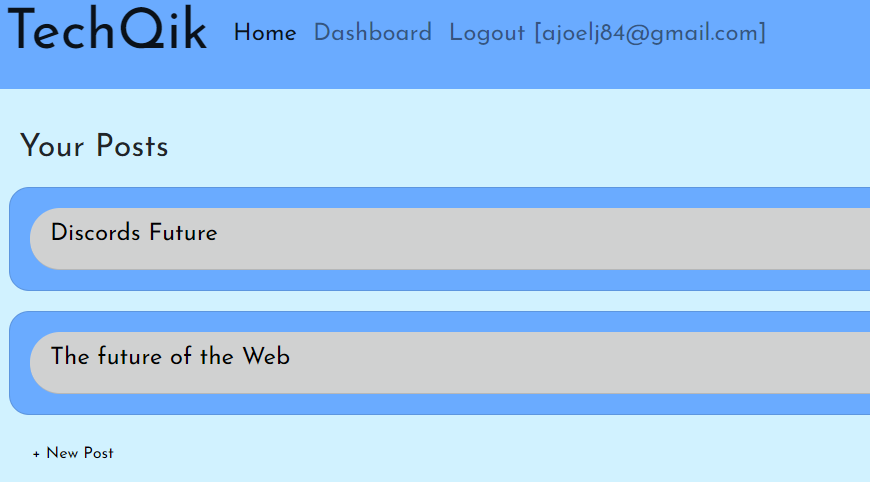 TechQik Home Dashboard Logout [ajoelj84@gmail.com]
Your Posts
Discords Future
The future of the Web
+ New Post